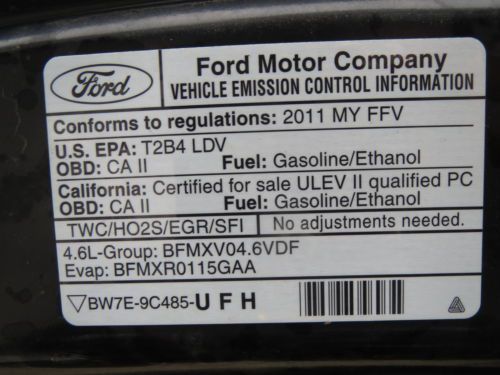 Ford
Ford Motor Company
VEHICLE EMISSION CONTROL INFORMATION
Conforms to regulations: 2011 MY FFV
U.S. EPA: T2B4 LDV
OBD: CA II Fuel: Gasoline/Ethanol
California: Certified for sale ULEV II qualified PC
OBD: CA II Fuel: Gasoline/Ethanol
TWC/HO2S/EGR/SFI No adjustments needed.
4.6L-Group: BFMXV04.6VDF
Evap: BFMXR0115GAA
BW7E-9C485-U F H